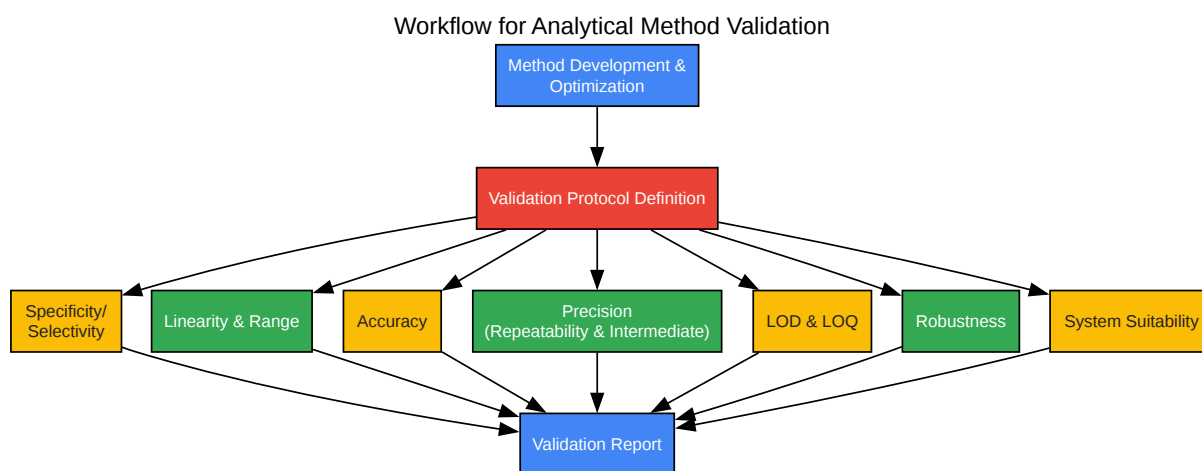 Workflow for Analytical Method Validation
Method Development &
Optimization
Validation Protocol Definition
Specificity/
Selectivity
Linearity & Range
Accuracy
Precision
(Repeatability & Intermediate)
LOD & LOQ
Robustness
System Suitability
Validation Report